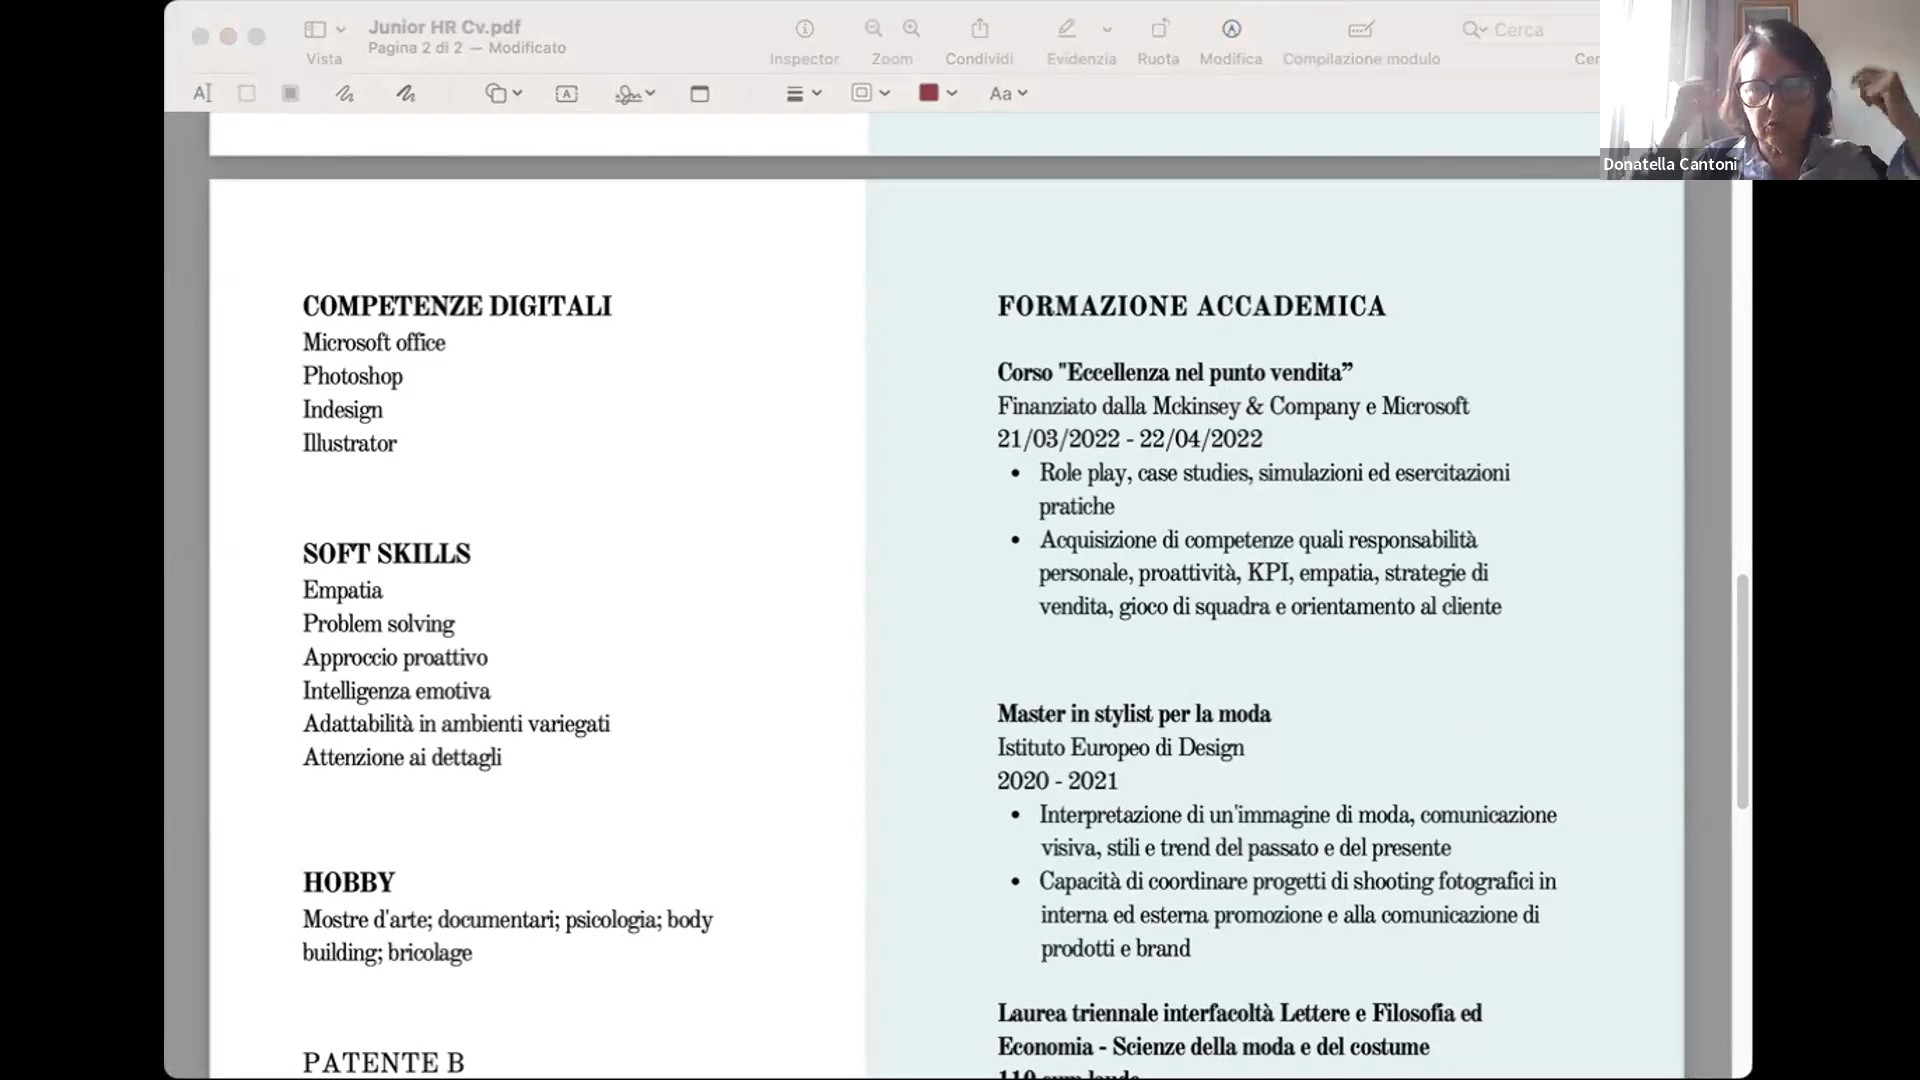 Junior HR Cv.pdf
Pagina 2 di 2 — Modificato
Vista
Inspector
Zoom
Condividi
Evidenzia
Ruota
Modifica
Compilazione modulo
Cerca
Donatella Cantoni
COMPETENZE DIGITALI
Microsoft office
Photoshop
Indesign
Illustrator
SOFT SKILLS
Empatia
Problem solving
Approccio proattivo
Intelligenza emotiva
Adattabilità in ambienti variegati
Attenzione ai dettagli
HOBBY
Mostre d'arte; documentari; psicologia; body
building; bricolage
PATENTE B
FORMAZIONE ACCADEMICA
Corso "Eccellenza nel punto vendita”
Finanziato dalla Mckinsey & Company e Microsoft
21/03/2022 - 22/04/2022
• Role play, case studies, simulazioni ed esercitazioni
pratiche
• Acquisizione di competenze quali responsabilità
personale, proattività, KPI, empatia, strategie di
vendita, gioco di squadra e orientamento al cliente
Master in stylist per la moda
Istituto Europeo di Design
2020 - 2021
• Interpretazione di un'immagine di moda, comunicazione
visiva, stili e trend del passato e del presente
• Capacità di coordinare progetti di shooting fotografici in
interna ed esterna promozione e alla comunicazione di
prodotti e brand
Laurea triennale interfacoltà Lettere e Filosofia ed
Economia - Scienze della moda e del costume